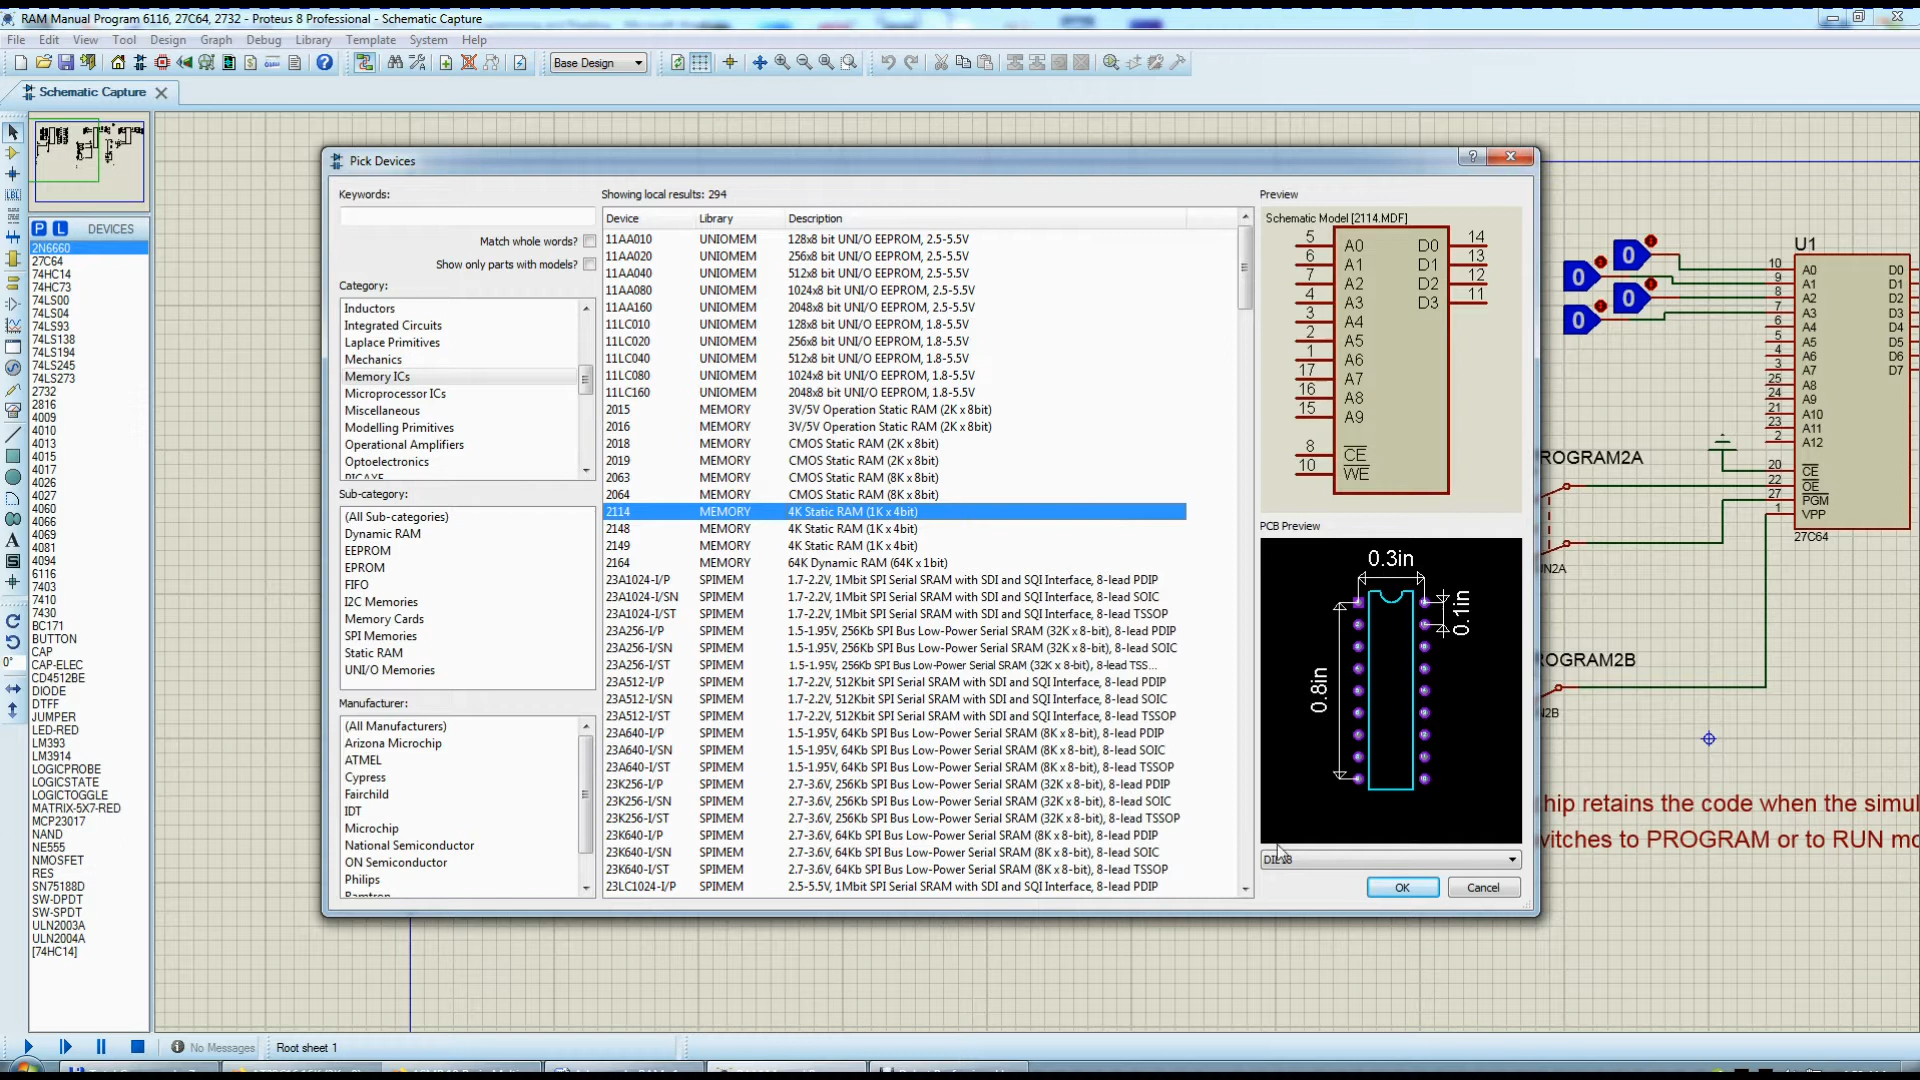 RAM Manual Program 6116, 27C64, 2732 - Proteus 8 Professional - Schematic Capture
File Edit View Tool Design Graph Debug Library Template System Help
Base Design
Schematic Capture
P L DEVICES
2N6660
27C64
74HC14
74HC73
74LS00
74LS04
74LS93
74LS138
74LS194
74LS245
74LS273
2732
2816
4009
4010
4013
4015
4017
4026
4027
4060
4066
4069
4081
4094
6116
7403
7410
7430
BC171
BUTTON
CAP
CAP-ELEC
CD4512BE
DIODE
DTFF
JUMPER
LED-RED
LM393
LM3914
LOGICPROBE
LOGICSTATE
LOGICTOGGLE
MATRIX-5X7-RED
MCP23017
NAND
NE555
NMOSFET
RES
SN75188D
SW-DPDT
SW-SPDT
ULN2003A
ULN2004A
[74HC14]
LBL
A
S
0°
Pick Devices
Keywords:
Match whole words?
Show only parts with models?
Category:
Inductors
Integrated Circuits
Laplace Primitives
Mechanics
Memory ICs
Microprocessor ICs
Miscellaneous
Modelling Primitives
Operational Amplifiers
Optoelectronics
PICAXE
Sub-category:
(All Sub-categories)
Dynamic RAM
EEPROM
EPROM
FIFO
I2C Memories
Memory Cards
SPI Memories
Static RAM
UNI/O Memories
Manufacturer:
(All Manufacturers)
Arizona Microchip
ATMEL
Cypress
Fairchild
IDT
Microchip
National Semiconductor
ON Semiconductor
Philips
Ramtron
Showing local results: 294
Device Library Description
11AA010 UNIOMEM 128x8 bit UNI/O EEPROM, 2.5-5.5V
11AA020 UNIOMEM 256x8 bit UNI/O EEPROM, 2.5-5.5V
11AA040 UNIOMEM 512x8 bit UNI/O EEPROM, 2.5-5.5V
11AA080 UNIOMEM 1024x8 bit UNI/O EEPROM, 2.5-5.5V
11AA160 UNIOMEM 2048x8 bit UNI/O EEPROM, 2.5-5.5V
11LC010 UNIOMEM 128x8 bit UNI/O EEPROM, 1.8-5.5V
11LC020 UNIOMEM 256x8 bit UNI/O EEPROM, 1.8-5.5V
11LC040 UNIOMEM 512x8 bit UNI/O EEPROM, 1.8-5.5V
11LC080 UNIOMEM 1024x8 bit UNI/O EEPROM, 1.8-5.5V
11LC160 UNIOMEM 2048x8 bit UNI/O EEPROM, 1.8-5.5V
2015 MEMORY 3V/5V Operation Static RAM (2K x 8bit)
2016 MEMORY 3V/5V Operation Static RAM (2K x 8bit)
2018 MEMORY CMOS Static RAM (2K x 8bit)
2019 MEMORY CMOS Static RAM (2K x 8bit)
2063 MEMORY CMOS Static RAM (8K x 8bit)
2064 MEMORY CMOS Static RAM (8K x 8bit)
2114 MEMORY 4K Static RAM (1K x 4bit)
2148 MEMORY 4K Static RAM (1K x 4bit)
2149 MEMORY 4K Static RAM (1K x 4bit)
2164 MEMORY 64K Dynamic RAM (64K x 1bit)
23A1024-I/P SPIMEM 1.7-2.2V, 1Mbit SPI Serial SRAM with SDI and SQI Interface, 8-lead PDIP
23A1024-I/SN SPIMEM 1.7-2.2V, 1Mbit SPI Serial SRAM with SDI and SQI Interface, 8-lead SOIC
23A1024-I/ST SPIMEM 1.7-2.2V, 1Mbit SPI Serial SRAM with SDI and SQI Interface, 8-lead TSSOP
23A256-I/P SPIMEM 1.5-1.95V, 256Kb SPI Bus Low-Power Serial SRAM (32K x 8-bit), 8-lead PDIP
23A256-I/SN SPIMEM 1.5-1.95V, 256Kb SPI Bus Low-Power Serial SRAM (32K x 8-bit), 8-lead SOIC
23A256-I/ST SPIMEM 1.5-1.95V, 256Kb SPI Bus Low-Power Serial SRAM (32K x 8-bit), 8-lead TSS...
23A512-I/P SPIMEM 1.7-2.2V, 512Kbit SPI Serial SRAM with SDI and SQI Interface, 8-lead PDIP
23A512-I/SN SPIMEM 1.7-2.2V, 512Kbit SPI Serial SRAM with SDI and SQI Interface, 8-lead SOIC
23A512-I/ST SPIMEM 1.7-2.2V, 512Kbit SPI Serial SRAM with SDI and SQI Interface, 8-lead TSSOP
23A640-I/P SPIMEM 1.5-1.95V, 64Kb SPI Bus Low-Power Serial SRAM (8K x 8-bit), 8-lead PDIP
23A640-I/SN SPIMEM 1.5-1.95V, 64Kb SPI Bus Low-Power Serial SRAM (8K x 8-bit), 8-lead SOIC
23A640-I/ST SPIMEM 1.5-1.95V, 64Kb SPI Bus Low-Power Serial SRAM (8K x 8-bit), 8-lead TSSOP
23K256-I/P SPIMEM 2.7-3.6V, 256Kb SPI Bus Low-Power Serial SRAM (32K x 8-bit), 8-lead PDIP
23K256-I/SN SPIMEM 2.7-3.6V, 256Kb SPI Bus Low-Power Serial SRAM (32K x 8-bit), 8-lead SOIC
23K256-I/ST SPIMEM 2.7-3.6V, 256Kb SPI Bus Low-Power Serial SRAM (32K x 8-bit), 8-lead TSSOP
23K640-I/P SPIMEM 2.7-3.6V, 64Kb SPI Bus Low-Power Serial SRAM (8K x 8-bit), 8-lead PDIP
23K640-I/SN SPIMEM 2.7-3.6V, 64Kb SPI Bus Low-Power Serial SRAM (8K x 8-bit), 8-lead SOIC
23K640-I/ST SPIMEM 2.7-3.6V, 64Kb SPI Bus Low-Power Serial SRAM (8K x 8-bit), 8-lead TSSOP
23LC1024-I/P SPIMEM 2.5-5.5V, 1Mbit SPI Serial SRAM with SDI and SQI Interface, 8-lead PDIP
Preview
Schematic Model [2114.MDF]
5 A0 D0 14
6 A1 D1 13
7 A2 D2 12
4 A3 D3 11
3 A4
2 A5
1 A6
17 A7
16 A8
15 A9
8 CE
10 WE
PCB Preview
0.3in
0.1in
0.8in
OK Cancel
U1
0
0
0
0
10 A0 D0
9 A1 D1
8 A2 D2
7 A3 D3
6 A4 D4
5 A5 D5
4 A6 D6
3 A7 D7
25 A8
24 A9
21 A10
23 A11
2 A12
20 CE
22 OE
27 PGM
1 VPP
27C64
ROGRAM2A
N2A
ROGRAM2B
N2B
hip retains the code when the simul
vitches to PROGRAM or to RUN mo
No Messages Root sheet 1